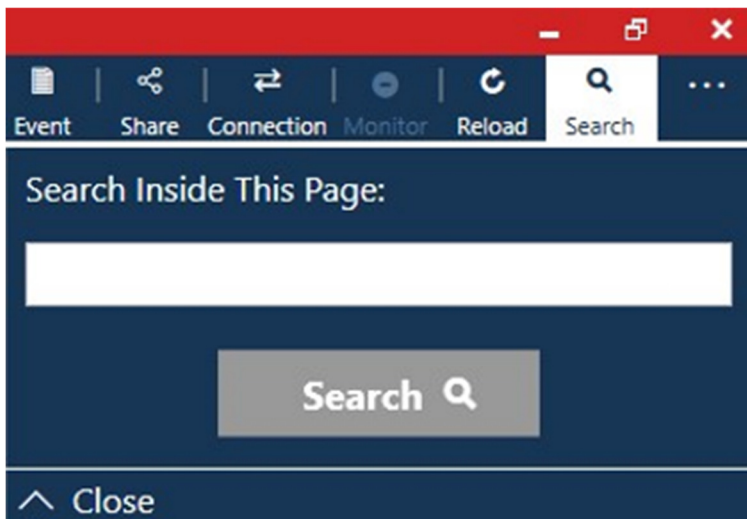 Event Share Connection Monitor Reload Search
Search Inside This Page:
Search
Close